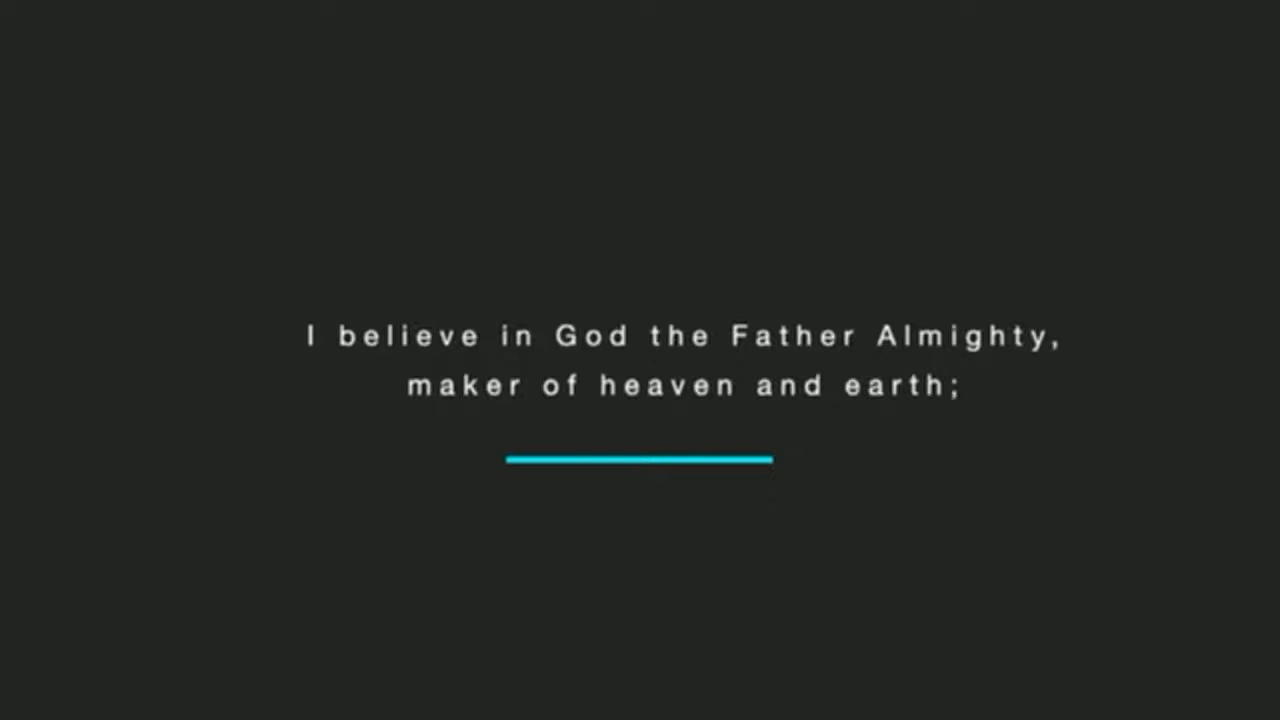 I believe in God the Father Almighty,
maker of heaven and earth;